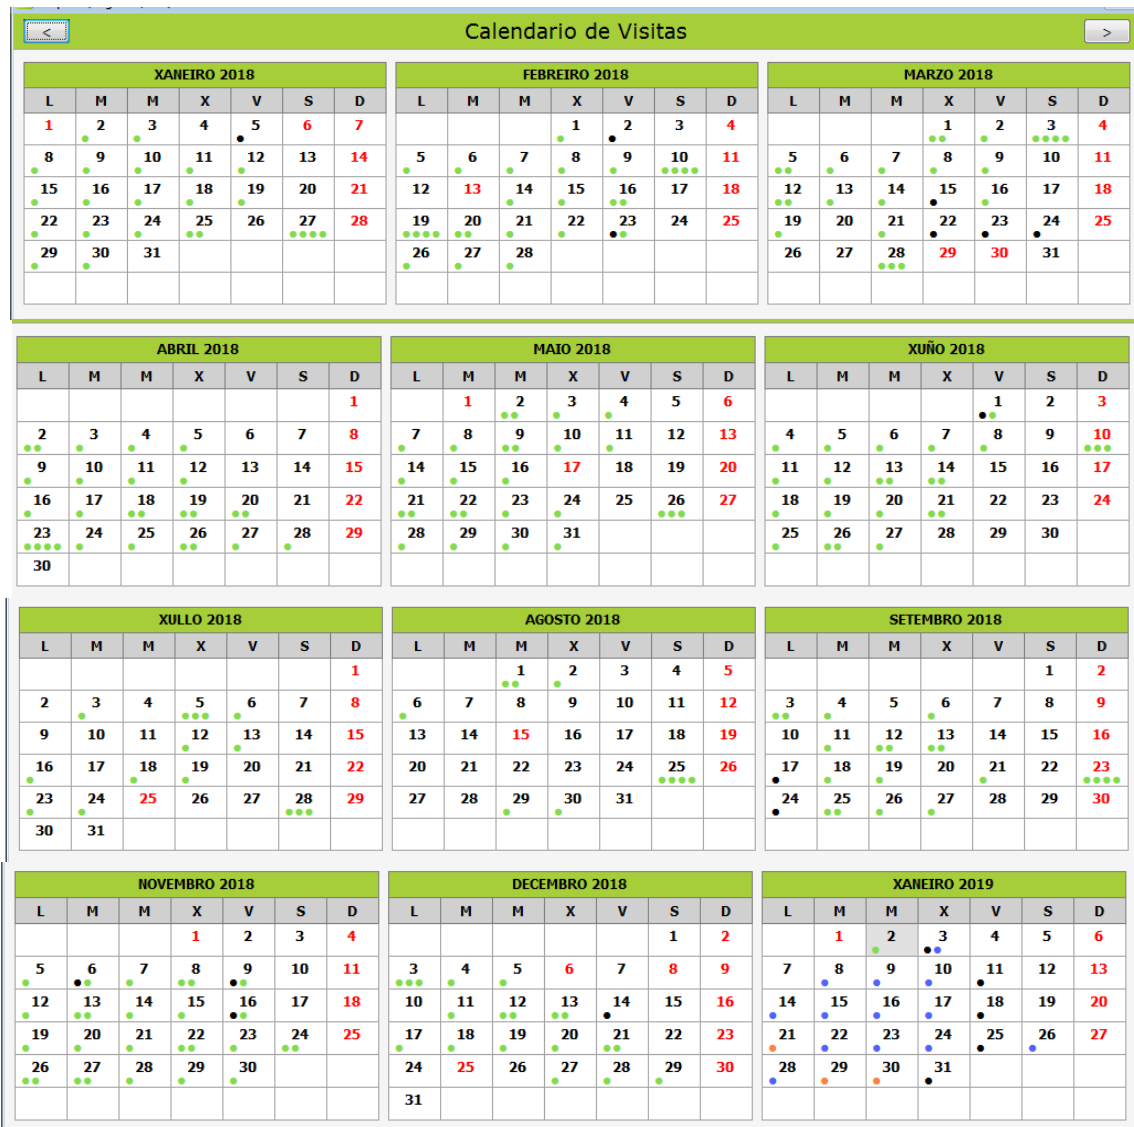 < Calendario de Visitas >
XANEIRO 2018 FEBREIRO 2018 MARZO 2018
L M M X V S D L M M X V S D L M M X V S D
1 2 3 4 5 6 7 1 2 3 4 1 2 3 4
8 9 10 11 12 13 14 5 6 7 8 9 10 11 5 6 7 8 9 10 11
15 16 17 18 19 20 21 12 13 14 15 16 17 18 12 13 14 15 16 17 18
22 23 24 25 26 27 28 19 20 21 22 23 24 25 19 20 21 22 23 24 25
29 30 31 26 27 28 26 27 28 29 30 31
ABRIL 2018 MAIO 2018 XUÑO 2018
L M M X V S D L M M X V S D L M M X V S D
1 1 2 3 4 5 6 1 2 3
2 3 4 5 6 7 8 7 8 9 10 11 12 13 4 5 6 7 8 9 10
9 10 11 12 13 14 15 14 15 16 17 18 19 20 11 12 13 14 15 16 17
16 17 18 19 20 21 22 21 22 23 24 25 26 27 18 19 20 21 22 23 24
23 24 25 26 27 28 29 28 29 30 31 25 26 27 28 29 30
30
XULLO 2018 AGOSTO 2018 SETEMBRO 2018
L M M X V S D L M M X V S D L M M X V S D
1 1 2 3 4 5 1 2
2 3 4 5 6 7 8 6 7 8 9 10 11 12 3 4 5 6 7 8 9
9 10 11 12 13 14 15 13 14 15 16 17 18 19 10 11 12 13 14 15 16
16 17 18 19 20 21 22 20 21 22 23 24 25 26 17 18 19 20 21 22 23
23 24 25 26 27 28 29 27 28 29 30 31 24 25 26 27 28 29 30
30 31
NOVEMBRO 2018 DECEMBRO 2018 XANEIRO 2019
L M M X V S D L M M X V S D L M M X V S D
1 2 3 4 1 2 1 2 3 4 5 6
5 6 7 8 9 10 11 3 4 5 6 7 8 9 7 8 9 10 11 12 13
12 13 14 15 16 17 18 10 11 12 13 14 15 16 14 15 16 17 18 19 20
19 20 21 22 23 24 25 17 18 19 20 21 22 23 21 22 23 24 25 26 27
26 27 28 29 30 24 25 26 27 28 29 30 28 29 30 31
31